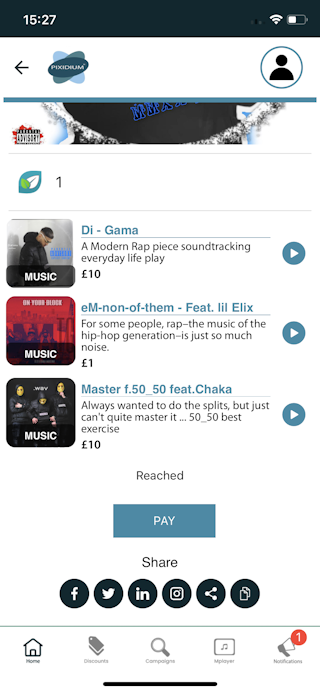 15:27
PIXIDIUM
PARENTAL
ADVISORY
1
Di - Gama
A Modern Rap piece soundtracking
everyday life play
£10
MUSIC
ON YOUR BLOCK
eM-non-of-them - Feat. lil Elix
For some people, rap–the music of the
hip-hop generation–is just so much
noise.
£1
MUSIC
Master f.50_50 feat.Chaka
Always wanted to do the splits, but just
can't quite master it ... 50_50 best
exercise
£10
MUSIC
Reached
PAY
Share
1
Home
Discounts
Campaigns
Mplayer
Notifications